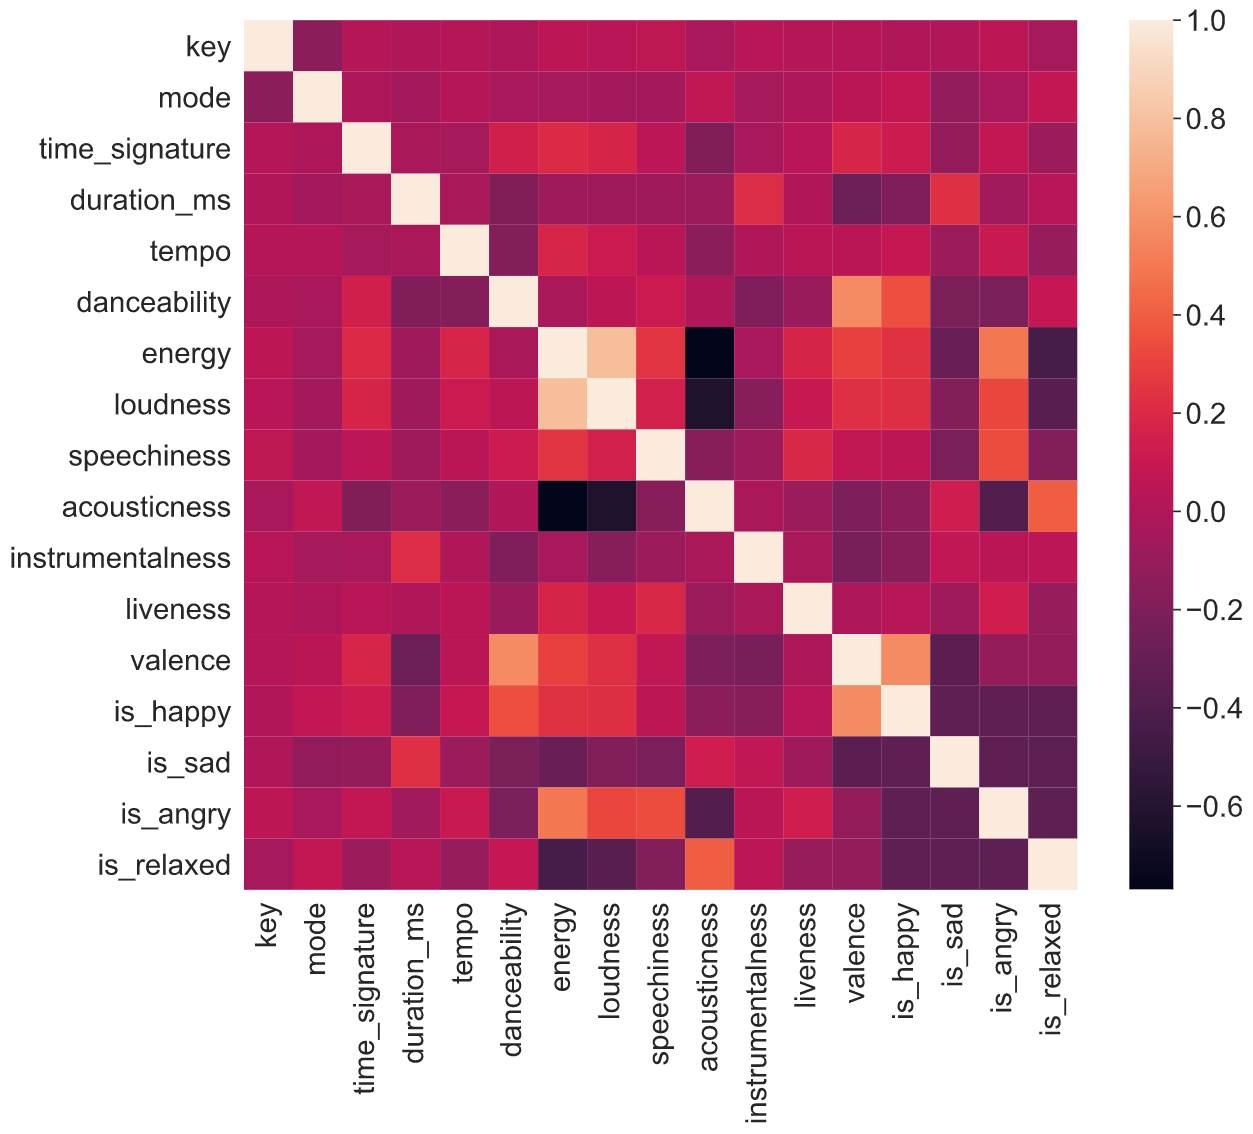 key
mode
time_signature
duration_ms
tempo
danceability
energy
loudness
speechiness
acousticness
instrumentalness
liveness
valence
is_happy
is_sad
is_angry
is_relaxed
key
mode
time_signature
duration_ms
tempo
danceability
energy
loudness
speechiness
acousticness
instrumentalness
liveness
valence
is_happy
is_sad
is_angry
is_relaxed
1.0
0.8
0.6
0.4
0.2
0.0
−0.2
−0.4
−0.6